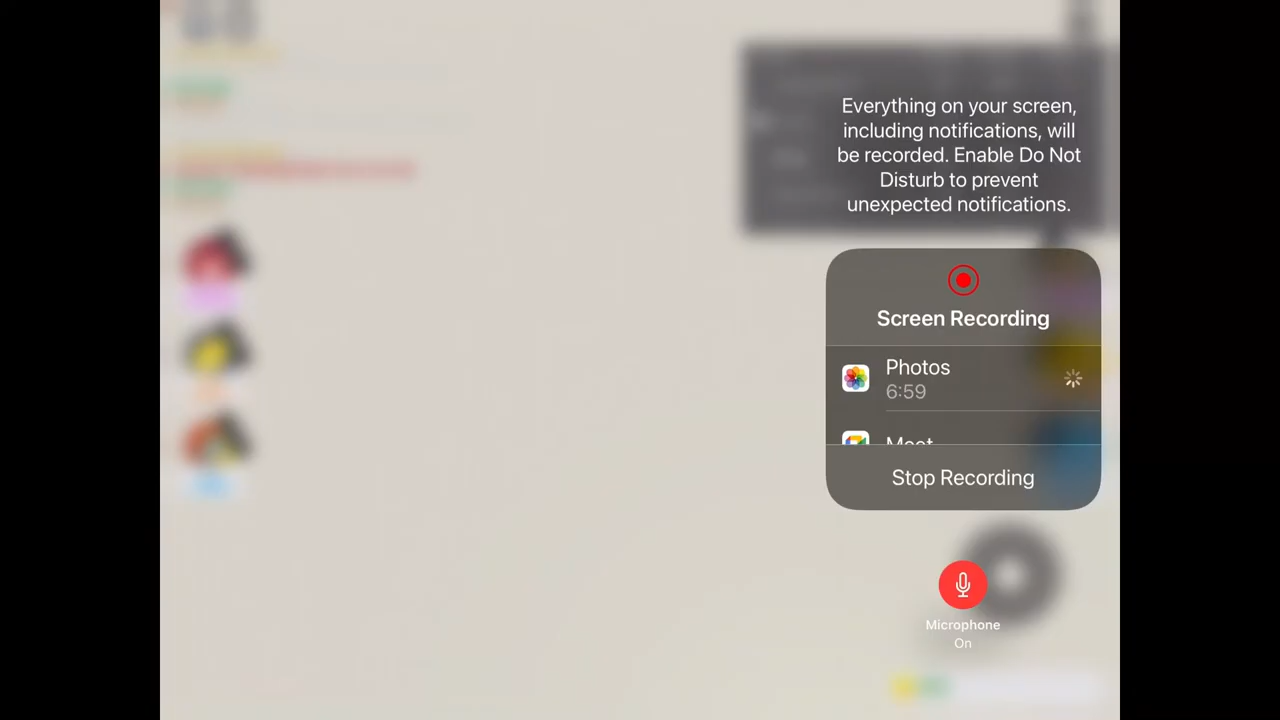 Everything on your screen,
including notifications, will
be recorded. Enable Do Not
Disturb to prevent
unexpected notifications.
Screen Recording
Photos
6:59
Meet
Stop Recording
Microphone
On